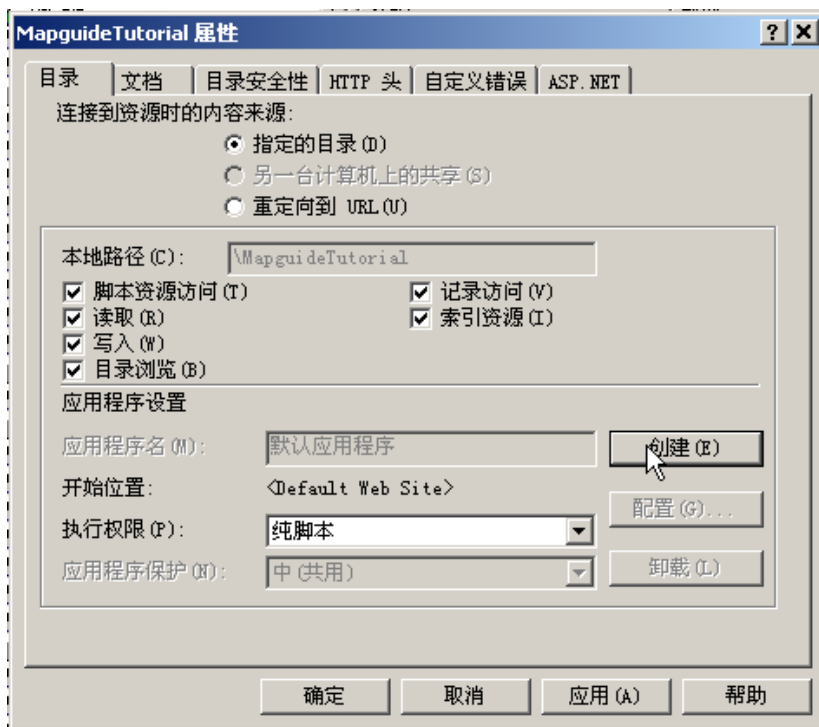 MapguideTutorial 属性
目录 文档 目录安全性 HTTP 头 自定义错误 ASP.NET
连接到资源时的内容来源:
指定的目录(D)
另一台计算机上的共享(S)
重定向到 URL(U)
本地路径(C): \MapguideTutorial
脚本资源访问(T) 记录访问(V)
读取(R) 索引资源(I)
写入(W)
目录浏览(B)
应用程序设置
应用程序名(M): 默认应用程序 创建(E)
开始位置: <Default Web Site>
配置(G)...
执行权限(P): 纯脚本
应用程序保护(N): 中(共用) 卸载(L)
确定 取消 应用(A) 帮助